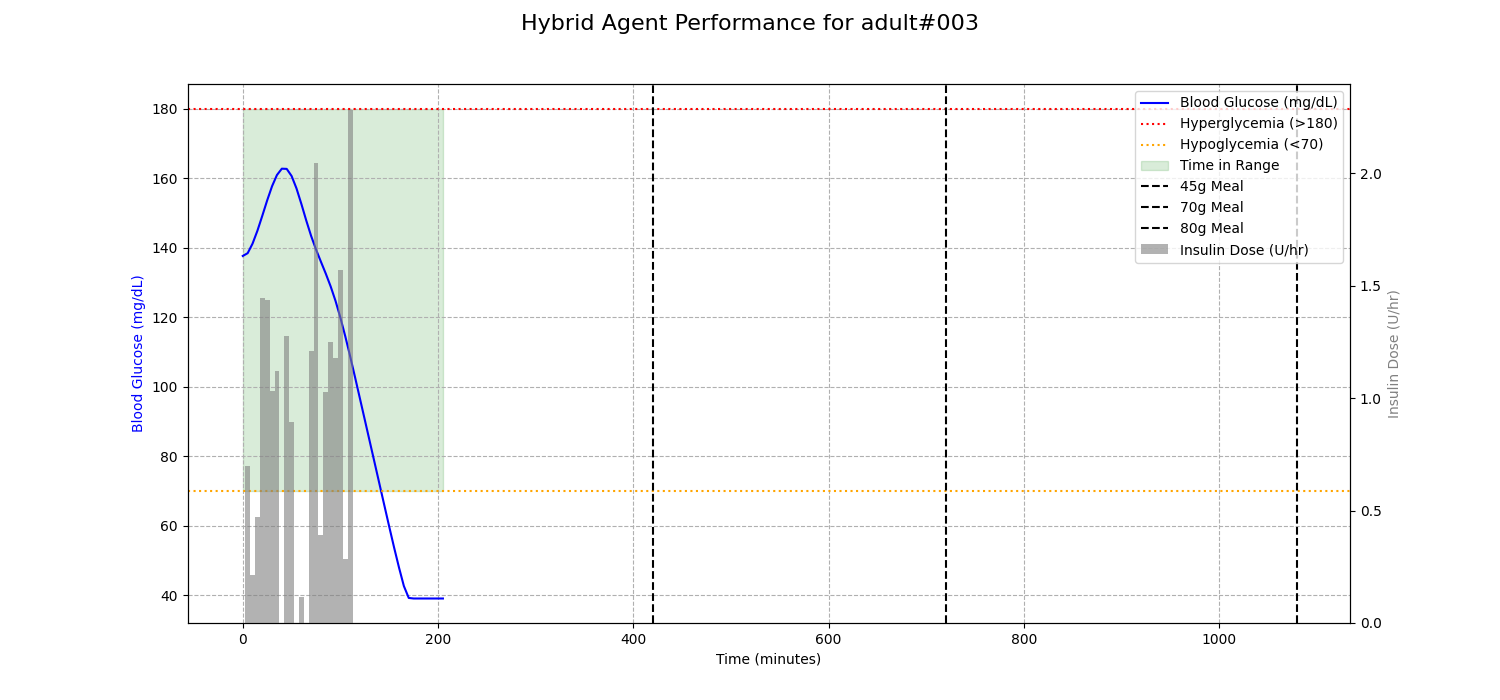 Hybrid Agent Performance for adult#003
Blood Glucose (mg/dL)
180
160
140
120
100
80
60
40
Blood Glucose (mg/dL)
Hyperglycemia (>180)
Hypoglycemia (<70)
Time in Range
45g Meal
70g Meal
80g Meal
Insulin Dose (U/hr)
2.0
1.5
1.0
0.5
0.0
Insulin Dose (U/hr)
0
200
400
600
800
1000
Time (minutes)